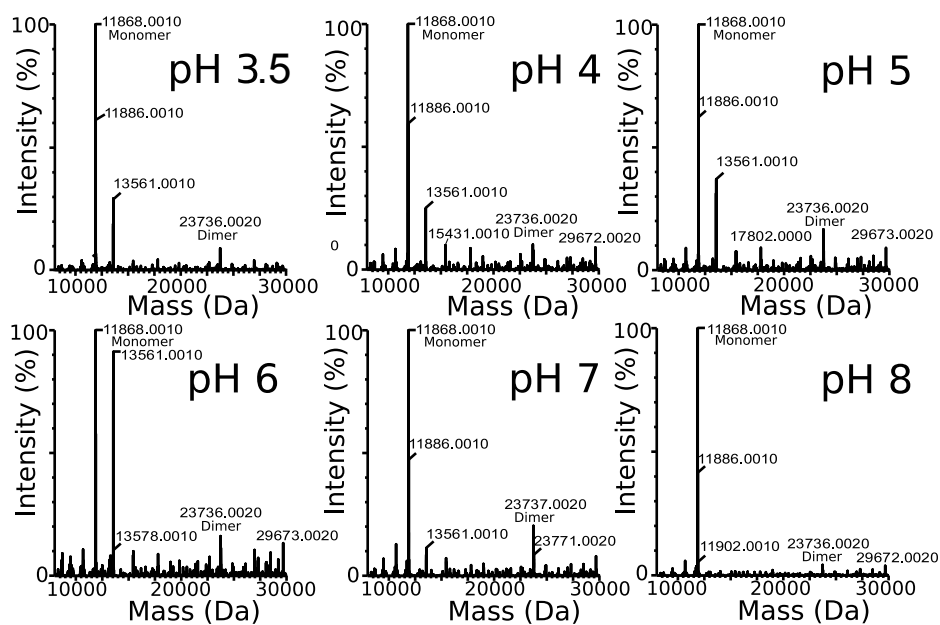 100
Intensity (%)
0
11868.0010
Monomer
pH 3.5
11886.0010
13561.0010
23736.0020
Dimer
10000 20000 30000
Mass (Da)
100
Intensity (%)
0
0
11868.0010
Monomer
pH 4
11886.0010
13561.0010
15431.0010
23736.0020
Dimer
29672.0020
10000 20000 30000
Mass (Da)
100
Intensity (%)
0
11868.0010
Monomer
pH 5
11886.0010
13561.0010
17802.0000
23736.0020
Dimer
29673.0020
10000 20000 30000
Mass (Da)
100
Intensity (%)
0
11868.0010
Monomer
13561.0010
pH 6
13578.0010
23736.0020
Dimer
29673.0020
10000 20000 30000
Mass (Da)
100
Intensity (%)
0
11868.0010
Monomer
pH 7
11886.0010
13561.0010
23737.0020
Dimer
23771.0020
10000 20000 30000
Mass (Da)
100
Intensity (%)
0
11868.0010
Monomer
pH 8
11886.0010
11902.0010
23736.0020
Dimer
29672.0020
10000 20000 30000
Mass (Da)